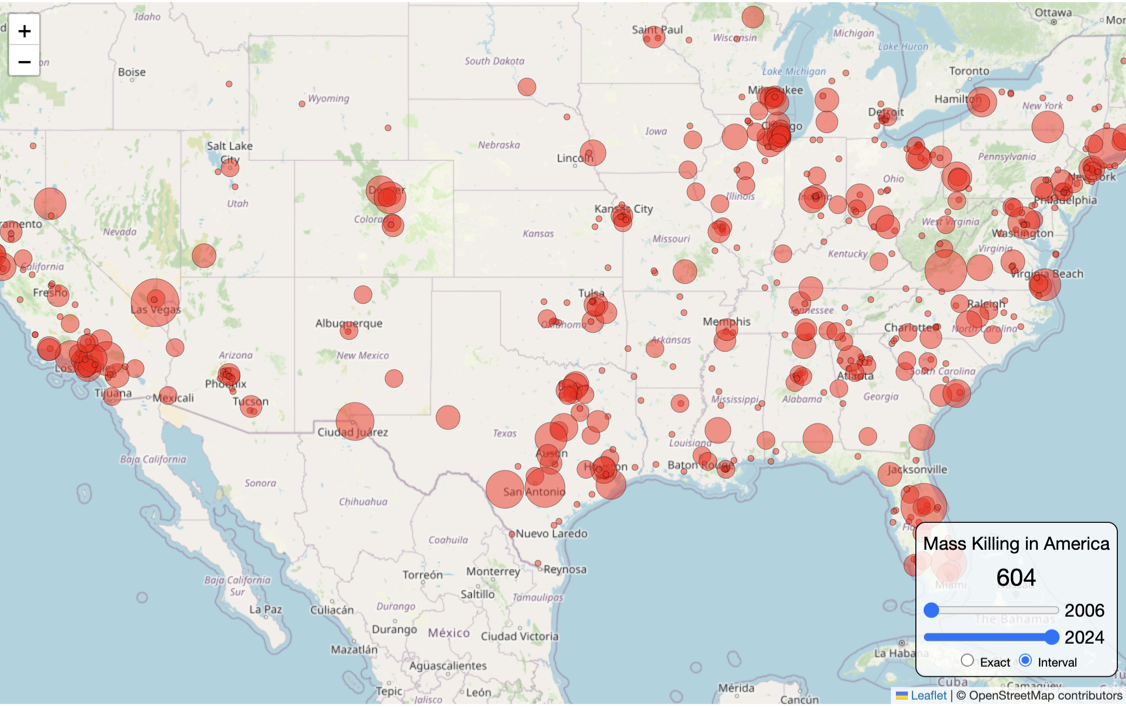 +
−
Idaho
Boise
Wyoming
South Dakota
Saint Paul
Wisconsin
Michigan
Lake Huron
Ottawa
Toronto
Hamilton
Lake Michigan
Milwaukee
Chicago
Detroit
New York
Iowa
Nebraska
Lincoln
Salt Lake
City
Utah
Nevada
Denver
Colorado
Kansas
Kansas City
Missouri
Illinois
Ohio
Pennsylvania
New York
Philadelphia
West Virginia
Washington
Virginia
Virginia Beach
Kentucky
California
Fresno
Las Vegas
Albuquerque
New Mexico
Arizona
Phoenix
Tucson
Tijuana
Mexicali
Tulsa
Oklahoma
Arkansas
Memphis
Tennessee
Raleigh
Charlotte
North Carolina
South Carolina
Atlanta
Georgia
Alabama
Mississippi
Louisiana
Baton Rouge
Jacksonville
Texas
Austin
Houston
San Antonio
Ciudad Juárez
Baja California
Sonora
Chihuahua
Coahuila
Nuevo Laredo
Reynosa
Monterrey
Torreón
Saltillo
Tamaulipas
Baja California
Sur
La Paz
Culiacán
Durango
Durango
México
Ciudad Victoria
Mazatlán
Aguascalientes
Tepic
León
Jalisco
Mérida
Cancún
Mass Killing in America
604
Miami
2006
The Bahamas
2024
Exact
Interval
La Habana
Cuba
Camaguey
Leaflet | © OpenStreetMap contributors